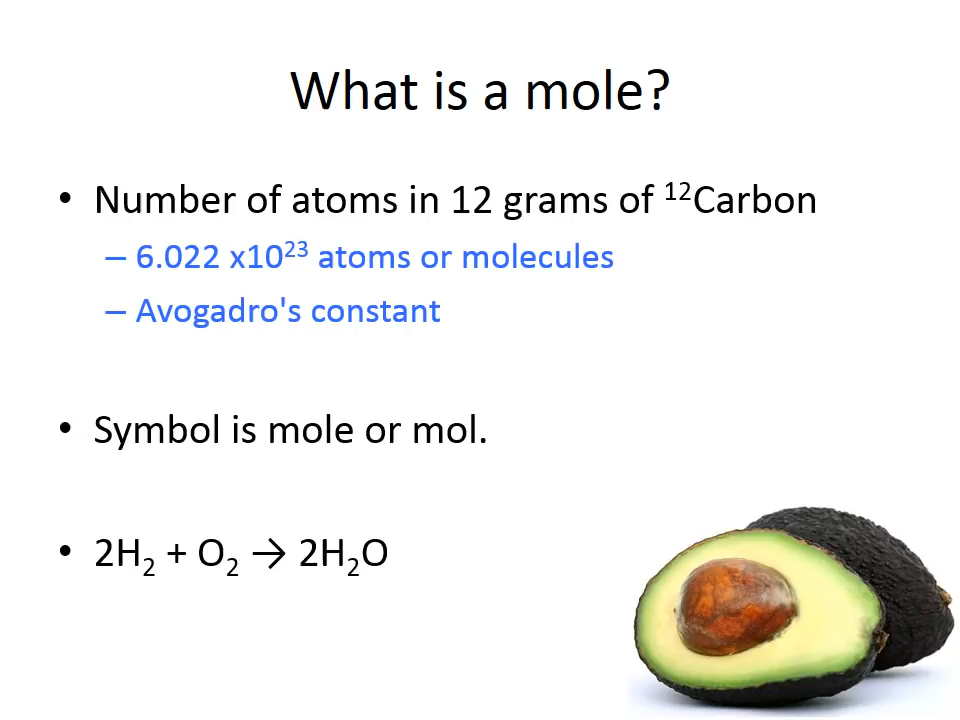 What is a mole?
• Number of atoms in 12 grams of ¹²Carbon
– 6.022 x10²³ atoms or molecules
– Avogadro's constant
• Symbol is mole or mol.
• 2H₂ + O₂ → 2H₂O